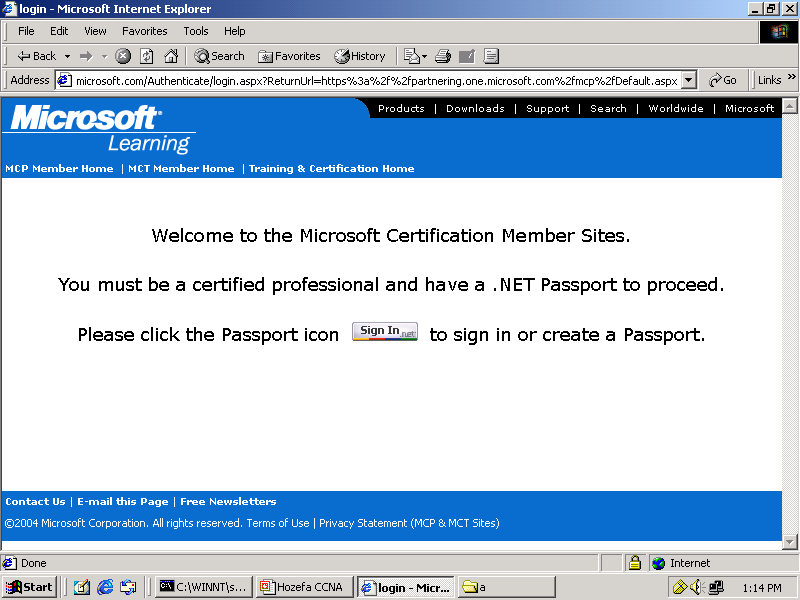 login - Microsoft Internet Explorer
File Edit View Favorites Tools Help
Back Search Favorites History
Address microsoft.com/Authenticate/login.aspx?ReturnUrl=https%3a%2f%2fpartnering.one.microsoft.com%2fmcp%2fDefault.aspx Go Links »
Products | Downloads | Support | Search | Worldwide | Microsoft
Microsoft
Learning
MCP Member Home | MCT Member Home | Training & Certification Home
Welcome to the Microsoft Certification Member Sites.
You must be a certified professional and have a .NET Passport to proceed.
Please click the Passport icon Sign In .net to sign in or create a Passport.
Contact Us | E-mail this Page | Free Newsletters
©2004 Microsoft Corporation. All rights reserved. Terms of Use | Privacy Statement (MCP & MCT Sites)
Done Internet
Start C:\WINNT\s... Hozefa CCNA login - Micr... a 1:14 PM